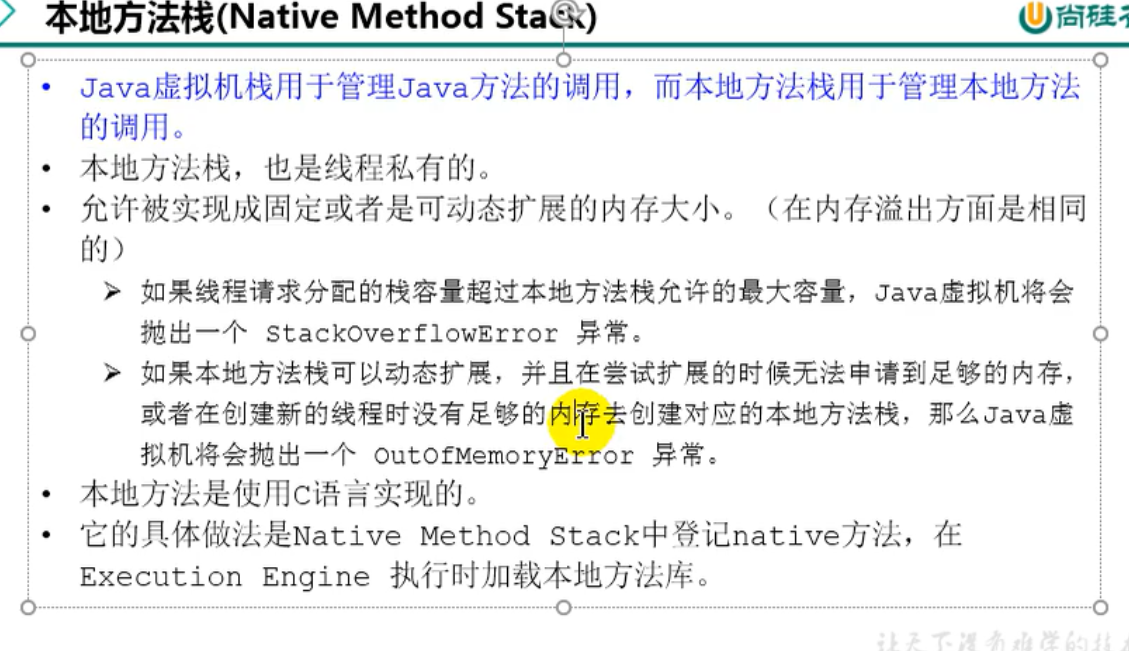 本地方法栈(Native Method Stack)
尚硅
• Java虚拟机栈用于管理Java方法的调用，而本地方法栈用于管理本地方法
的调用。
• 本地方法栈，也是线程私有的。
• 允许被实现成固定或者是可动态扩展的内存大小。（在内存溢出方面是相同
的）
➢ 如果线程请求分配的栈容量超过本地方法栈允许的最大容量，Java虚拟机将会
抛出一个 StackOverflowError 异常。
➢ 如果本地方法栈可以动态扩展，并且在尝试扩展的时候无法申请到足够的内存，
或者在创建新的线程时没有足够的内存去创建对应的本地方法栈，那么Java虚
拟机将会抛出一个 OutOfMemoryError 异常。
• 本地方法是使用C语言实现的。
• 它的具体做法是Native Method Stack中登记native方法，在
Execution Engine 执行时加载本地方法库。
让天下没有难学的技